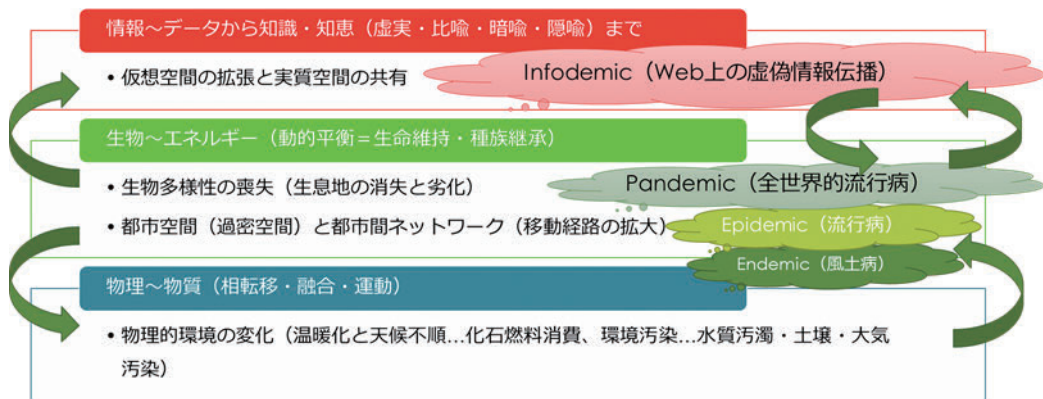 情報～データから知識・知恵（虚実・比喩・暗喩・隠喩）まで
• 仮想空間の拡張と実質空間の共有
Infodemic（Web上の虚偽情報伝播）
生物～エネルギー（動的平衡＝生命維持・種族継承）
• 生物多様性の喪失（生息地の消失と劣化）
Pandemic（全世界的流行病）
• 都市空間（過密空間）と都市間ネットワーク（移動経路の拡大）
Epidemic（流行病）
Endemic（風土病）
物理～物質（相転移・融合・運動）
• 物理的環境の変化（温暖化と天候不順…化石燃料消費、環境汚染…水質汚濁・土壌・大気
汚染）